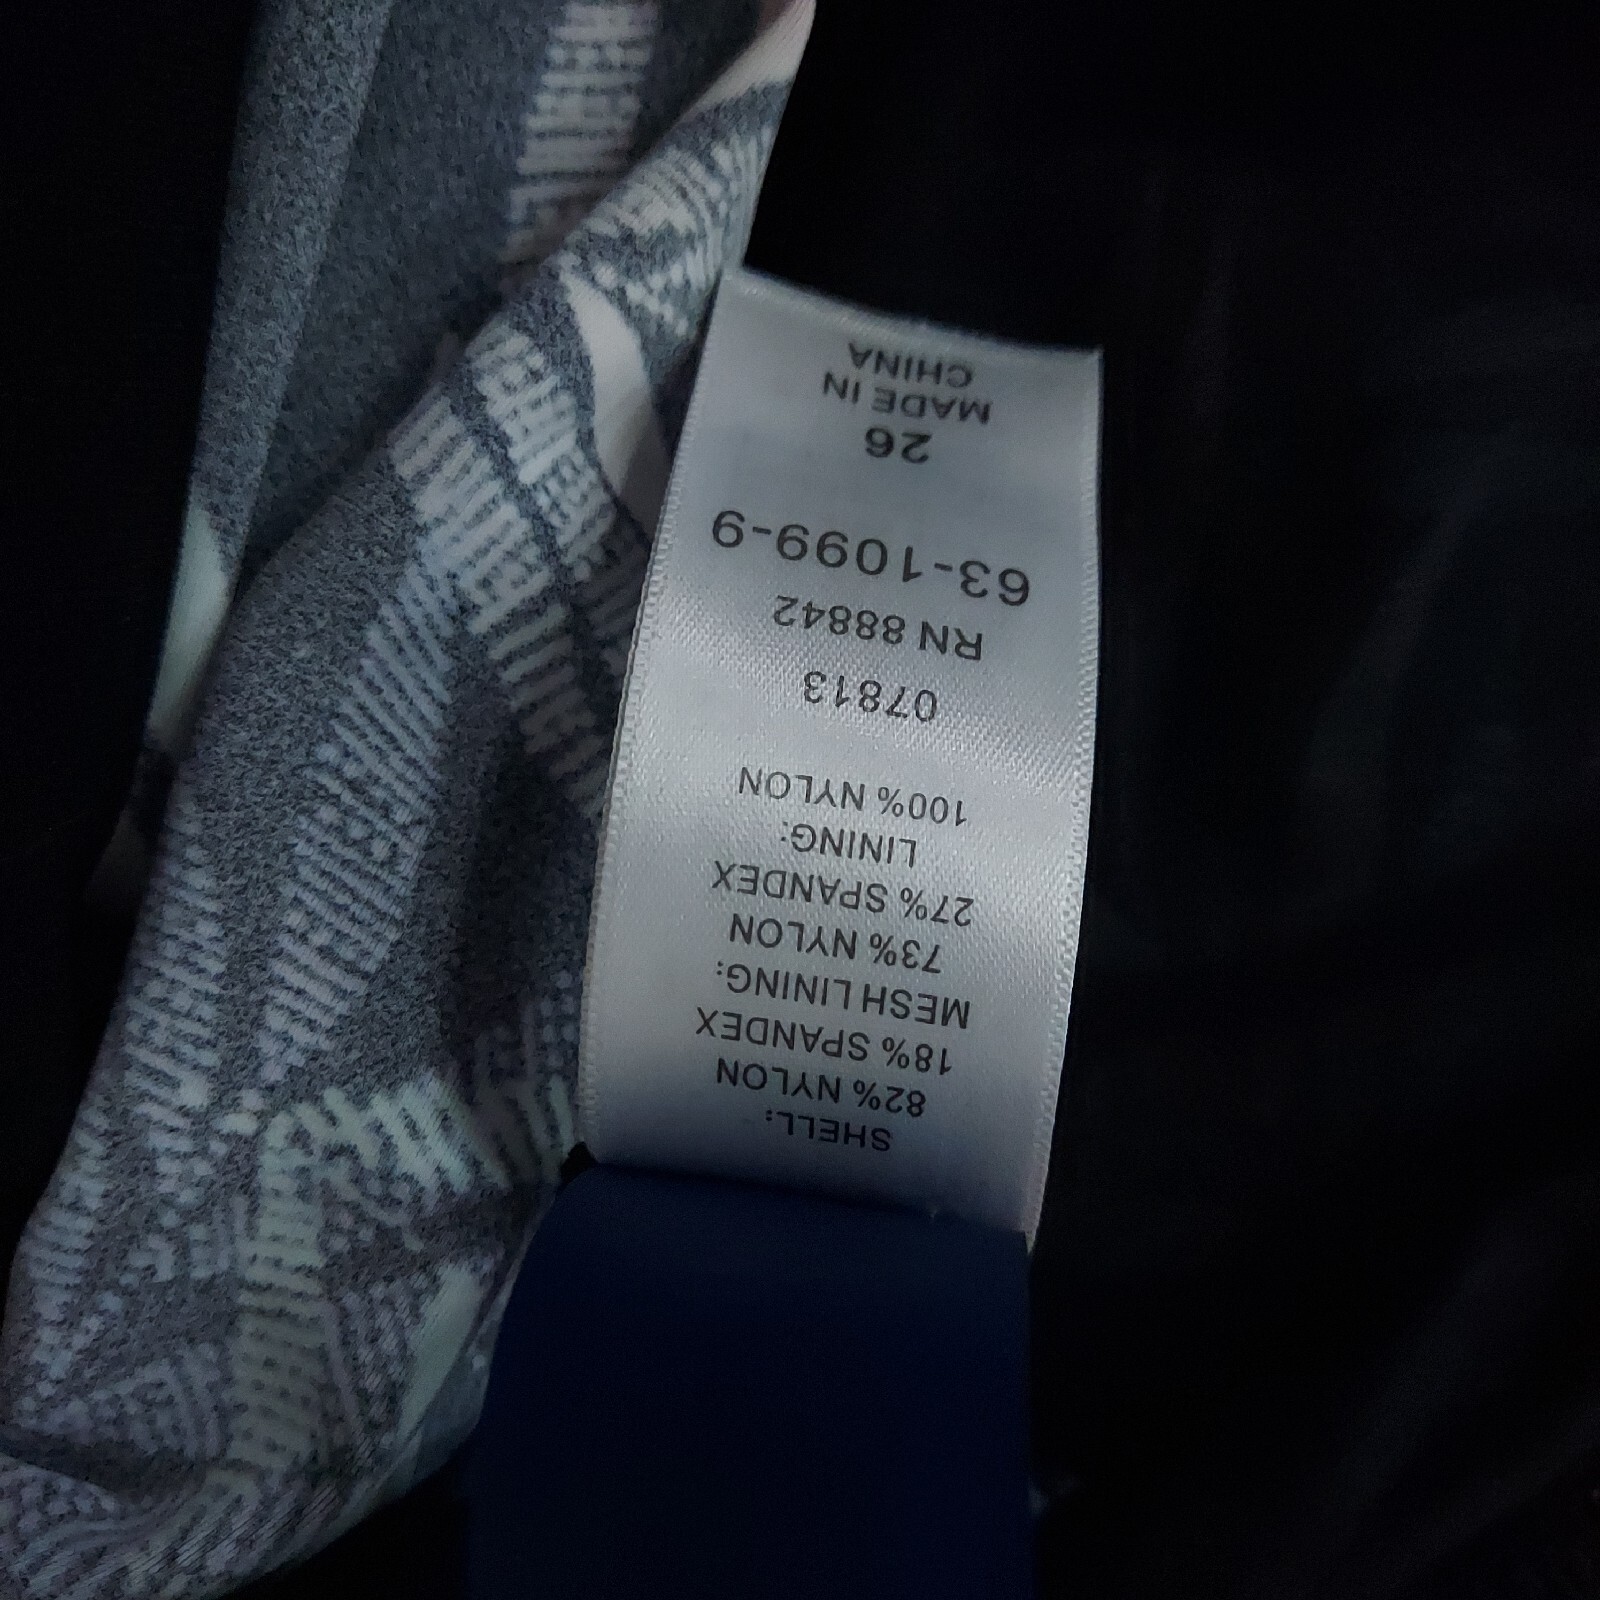 SHELL:
82% NYLON
18% SPANDEX
MESH LINING:
73% NYLON
27% SPANDEX
LINING:
100% NYLON
07813
RN 88842
63-1099-9
26
MADE IN
CHINA